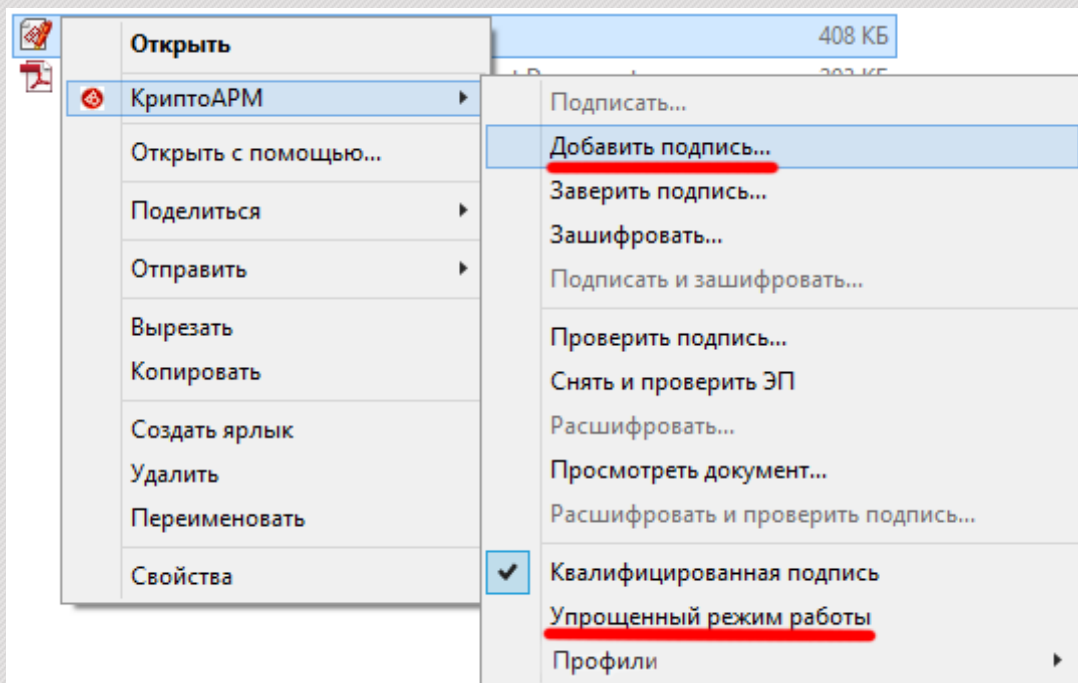 408 КБ
Открыть
КриптоАРМ
Открыть с помощью...
Поделиться
Отправить
Вырезать
Копировать
Создать ярлык
Удалить
Переименовать
Свойства
Подписать...
Добавить подпись...
Заверить подпись...
Зашифровать...
Подписать и зашифровать...
Проверить подпись...
Снять и проверить ЭП
Расшифровать...
Просмотреть документ...
Расшифровать и проверить подпись...
Квалифицированная подпись
Упрощенный режим работы
Профили